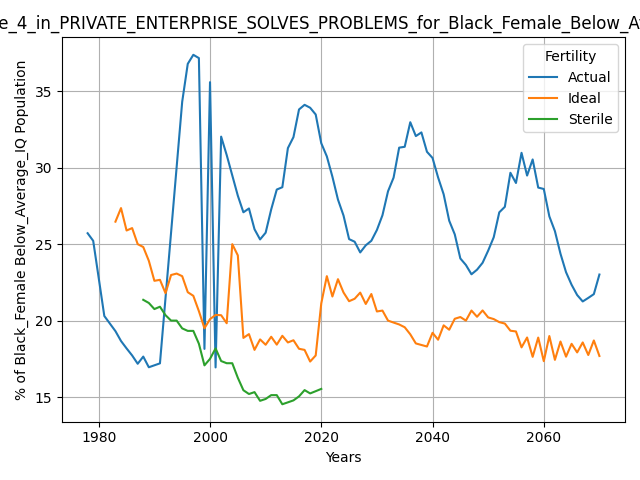 e_4_in_PRIVATE_ENTERPRISE_SOLVES_PROBLEMS_for_Black_Female_Below_Av
% of Black_Female Below_Average_IQ Population
35
30
25
20
15
Fertility
Actual
Ideal
Sterile
1980
2000
2020
2040
2060
Years